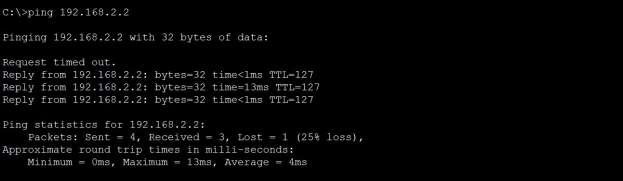 C:\>ping 192.168.2.2
Pinging 192.168.2.2 with 32 bytes of data:
Request timed out.
Reply from 192.168.2.2: bytes=32 time<1ms TTL=127
Reply from 192.168.2.2: bytes=32 time=13ms TTL=127
Reply from 192.168.2.2: bytes=32 time<1ms TTL=127
Ping statistics for 192.168.2.2:
Packets: Sent = 4, Received = 3, Lost = 1 (25% loss),
Approximate round trip times in milli-seconds:
Minimum = 0ms, Maximum = 13ms, Average = 4ms